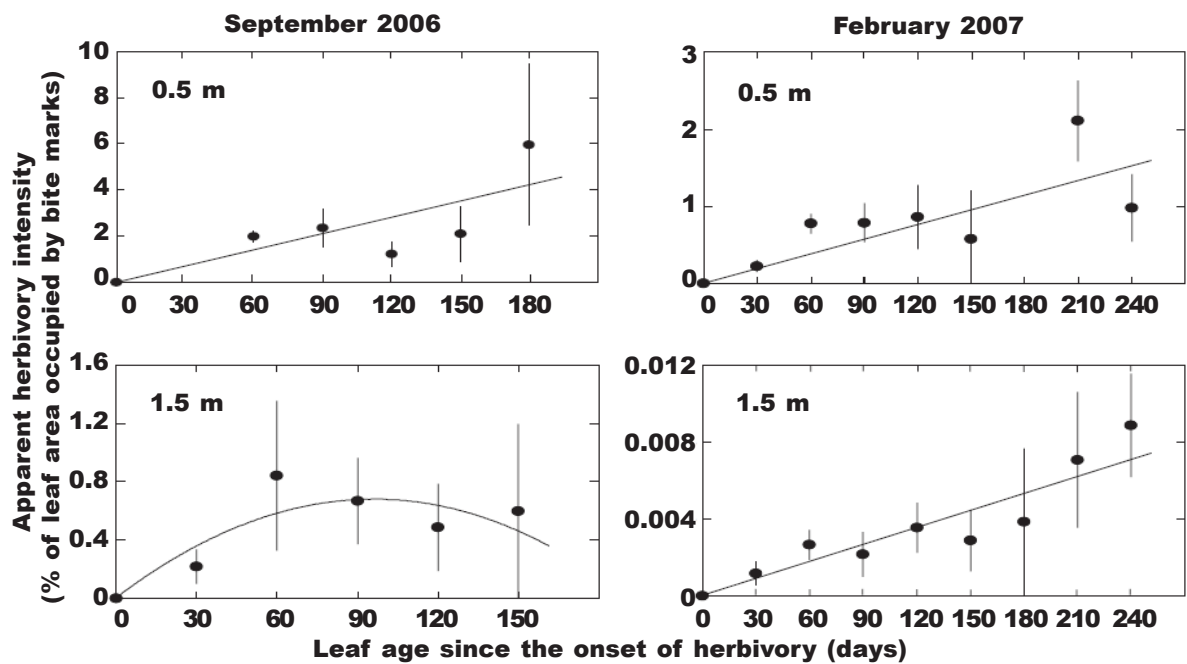 September 2006
February 2007
Apparent herbivory intensity
(% of leaf area occupied by bite marks)
10
8
6
4
2
0
0.5 m
0 30 60 90 120 150 180
3
2
1
0
0.5 m
0 30 60 90 120 150 180 210 240
1.6
1.2
0.8
0.4
0
1.5 m
0 30 60 90 120 150
0.012
0.008
0.004
0
1.5 m
0 30 60 90 120 150 180 210 240
Leaf age since the onset of herbivory (days)